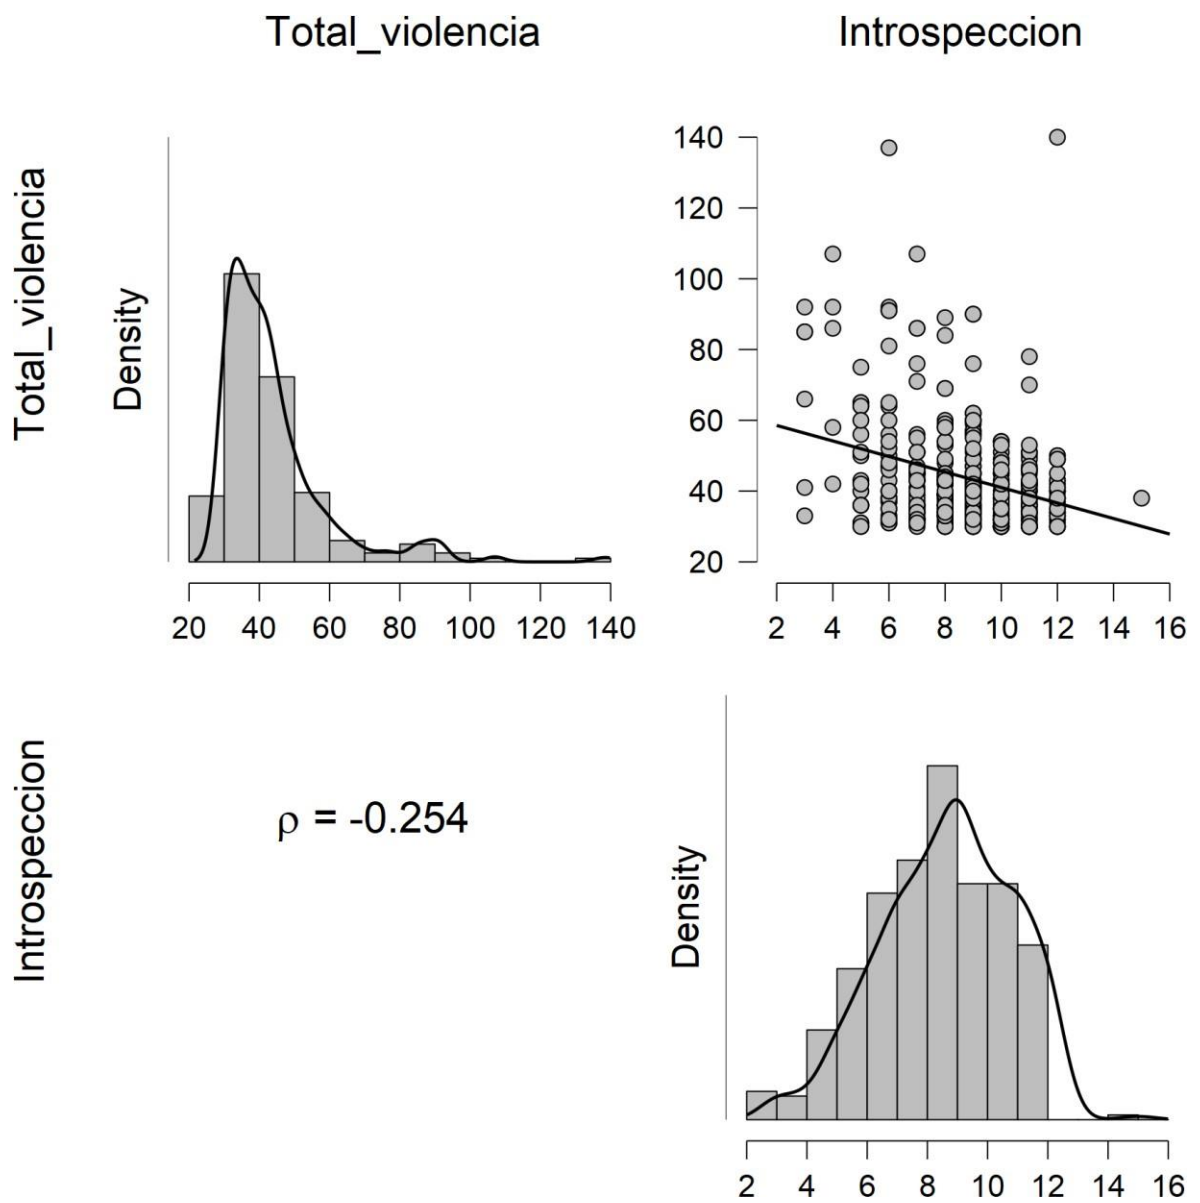 Total_violencia
Introspeccion
Total_violencia
Density
20 40 60 80 100 120 140
140
120
100
80
60
40
20
2 4 6 8 10 12 14 16
Introspeccion
ρ = -0.254
Density
2 4 6 8 10 12 14 16